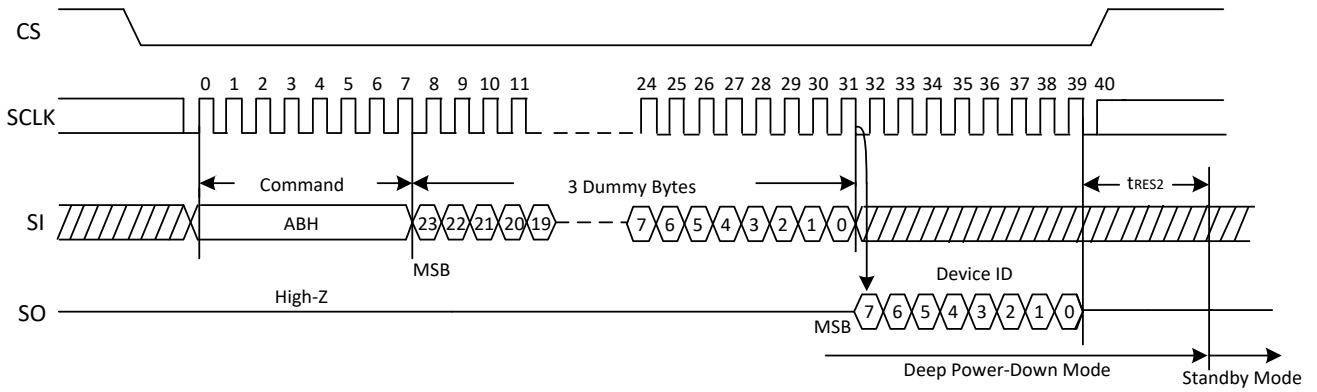 CS
0 1 2 3 4 5 6 7 8 9 10 11 24 25 26 27 28 29 30 31 32 33 34 35 36 37 38 39 40
SCLK
Command 3 Dummy Bytes tRES2
SI ABH 23 22 21 20 19 7 6 5 4 3 2 1 0
MSB Device ID
High-Z
SO 7 6 5 4 3 2 1 0
MSB
Deep Power-Down Mode Standby Mode